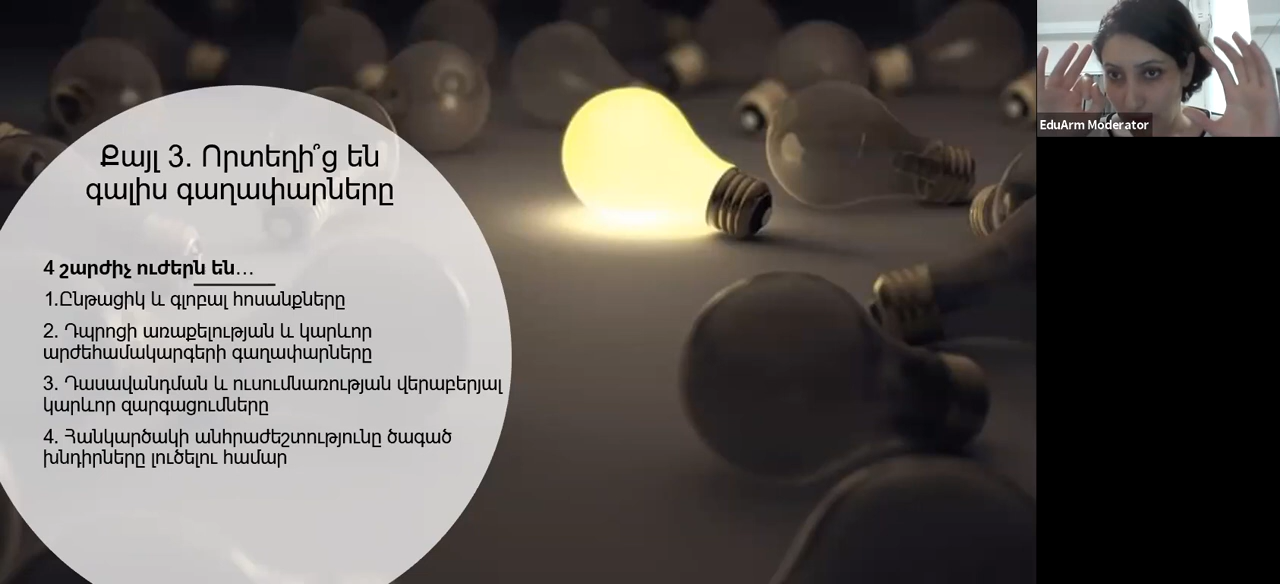 Քայլ 3. Որտեղի՞ց են
գալիս գաղափարները
4 շարժիչ ուժերն են…
1.Ընթացիկ և գլոբալ հոսանքները
2. Դպրոցի առաքելության և կարևոր
արժեհամակարգերի գաղափարները
3. Դասավանդման և ուսումնառության վերաբերյալ
կարևոր զարգացումները
4. Հանկարծակի անհրաժեշտությունը ծագած
խնդիրները լուծելու համար
EduArm Moderator